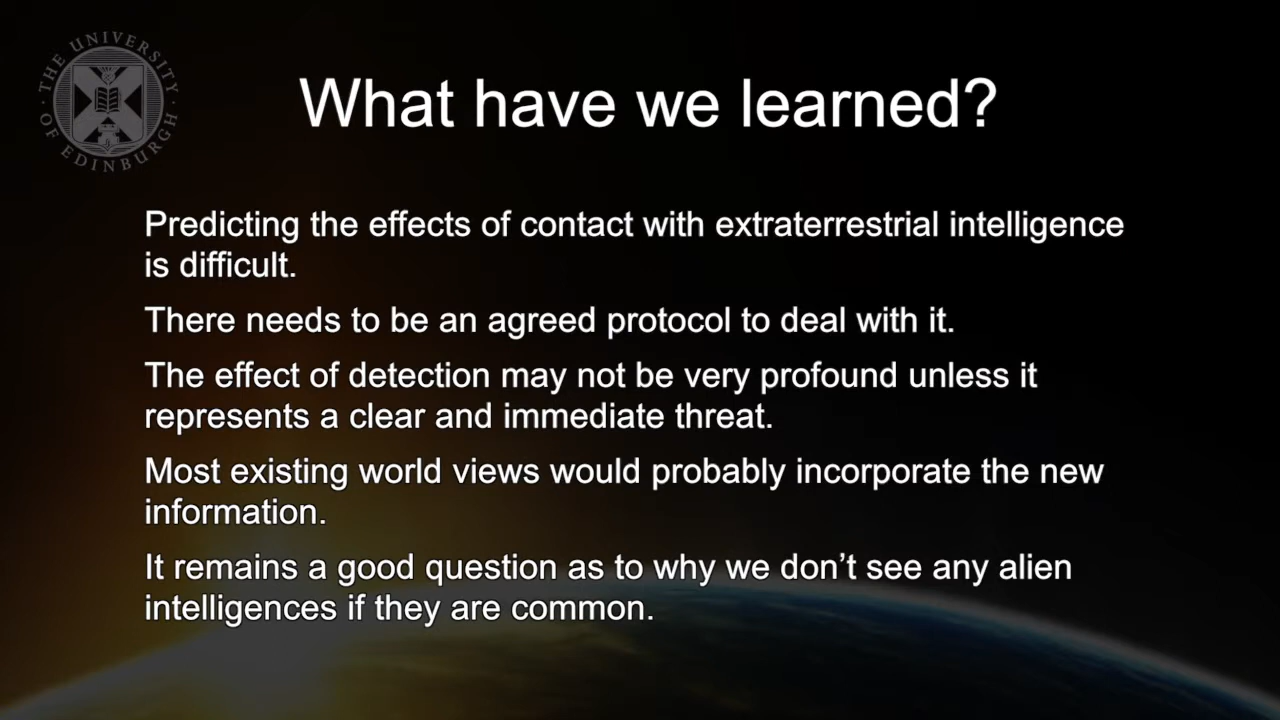 THE UNIVERSITY OF EDINBURGH
What have we learned?
Predicting the effects of contact with extraterrestrial intelligence
is difficult.
There needs to be an agreed protocol to deal with it.
The effect of detection may not be very profound unless it
represents a clear and immediate threat.
Most existing world views would probably incorporate the new
information.
It remains a good question as to why we don’t see any alien
intelligences if they are common.